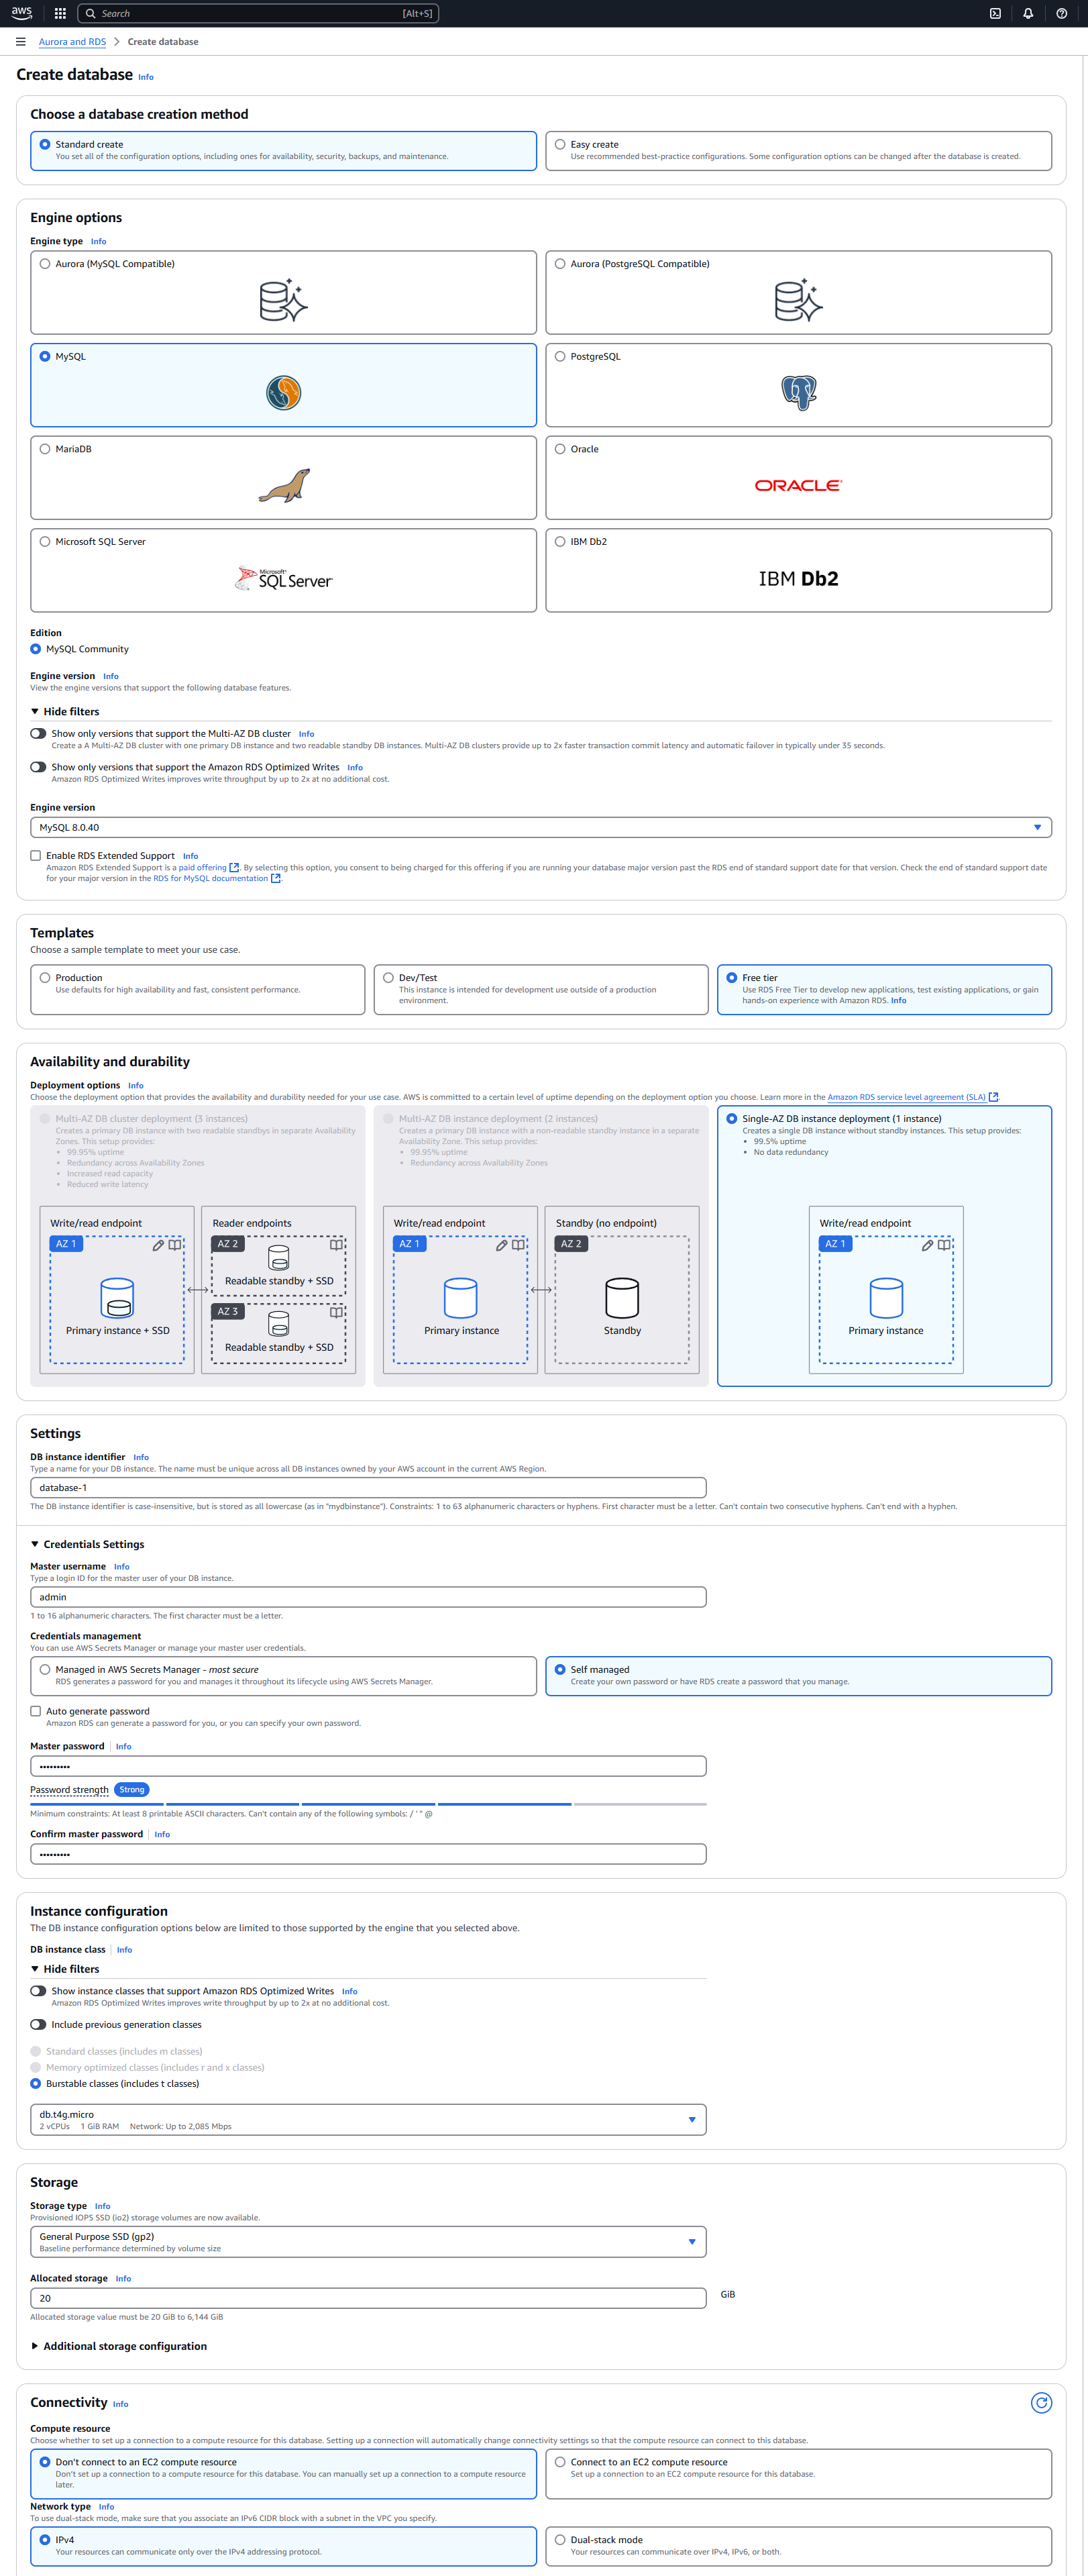 aws
Search
[Alt+S]
Aurora and RDS
Create database
Create database Info
Choose a database creation method
Standard create
You set all of the configuration options, including ones for availability, security, backups, and maintenance.
Easy create
Use recommended best-practice configurations. Some configuration options can be changed after the database is created.
Engine options
Engine type Info
Aurora (MySQL Compatible)
Aurora (PostgreSQL Compatible)
MySQL
PostgreSQL
MariaDB
Oracle
ORACLE
Microsoft SQL Server
Microsoft
SQL Server
IBM Db2
IBM Db2
Edition
MySQL Community
Engine version Info
View the engine versions that support the following database features.
Hide filters
Show only versions that support the Multi-AZ DB cluster Info
Create a A Multi-AZ DB cluster with one primary DB instance and two readable standby DB instances. Multi-AZ DB clusters provide up to 2x faster transaction commit latency and automatic failover in typically under 35 seconds.
Show only versions that support the Amazon RDS Optimized Writes Info
Amazon RDS Optimized Writes improves write throughput by up to 2x at no additional cost.
Engine version
MySQL 8.0.40
Enable RDS Extended Support Info
Amazon RDS Extended Support is a paid offering. By selecting this option, you consent to being charged for this offering if you are running your database major version past the RDS end of standard support date for that version. Check the end of standard support date
for your major version in the RDS for MySQL documentation.
Templates
Choose a sample template to meet your use case.
Production
Use defaults for high availability and fast, consistent performance.
Dev/Test
This instance is intended for development use outside of a production
environment.
Free tier
Use RDS Free Tier to develop new applications, test existing applications, or gain
hands-on experience with Amazon RDS. Info
Availability and durability
Deployment options Info
Choose the deployment option that provides the availability and durability needed for your use case. AWS is committed to a certain level of uptime depending on the deployment option you choose. Learn more in the Amazon RDS service level agreement (SLA).
Multi-AZ DB cluster deployment (3 instances)
Creates a primary DB instance with two readable standbys in separate Availability
Zones. This setup provides:
• 99.95% uptime
• Redundancy across Availability Zones
• Increased read capacity
• Reduced write latency
Write/read endpoint
AZ 1
Primary instance + SSD
Reader endpoints
AZ 2
Readable standby + SSD
AZ 3
Readable standby + SSD
Multi-AZ DB instance deployment (2 instances)
Creates a primary DB instance with a non-readable standby instance in a separate
Availability Zone. This setup provides:
• 99.95% uptime
• Redundancy across Availability Zones
Write/read endpoint
AZ 1
Primary instance
Standby (no endpoint)
AZ 2
Standby
Single-AZ DB instance deployment (1 instance)
Creates a single DB instance without standby instances. This setup provides:
• 99.5% uptime
• No data redundancy
Write/read endpoint
AZ 1
Primary instance
Settings
DB instance identifier Info
Type a name for your DB instance. The name must be unique across all DB instances owned by your AWS account in the current AWS Region.
database-1
The DB instance identifier is case-insensitive, but is stored as all lowercase (as in "mydbinstance"). Constraints: 1 to 63 alphanumeric characters or hyphens. First character must be a letter. Can't contain two consecutive hyphens. Can't end with a hyphen.
Credentials Settings
Master username Info
Type a login ID for the master user of your DB instance.
admin
1 to 16 alphanumeric characters. The first character must be a letter.
Credentials management
You can use AWS Secrets Manager or manage your master user credentials.
Managed in AWS Secrets Manager - most secure
RDS generates a password for you and manages it throughout its lifecycle using AWS Secrets Manager.
Self managed
Create your own password or have RDS create a password that you manage.
Auto generate password
Amazon RDS can generate a password for you, or you can specify your own password.
Master password Info
•••••••••
Password strength Strong
Minimum constraints: At least 8 printable ASCII characters. Can't contain any of the following symbols: / ' " @
Confirm master password Info
•••••••••
Instance configuration
The DB instance configuration options below are limited to those supported by the engine that you selected above.
DB instance class Info
Hide filters
Show instance classes that support Amazon RDS Optimized Writes Info
Amazon RDS Optimized Writes improves write throughput by up to 2x at no additional cost.
Include previous generation classes
Standard classes (includes m classes)
Memory optimized classes (includes r and x classes)
Burstable classes (includes t classes)
db.t4g.micro
2 vCPUs 1 GiB RAM Network: Up to 2,085 Mbps
Storage
Storage type Info
Provisioned IOPS SSD (io2) storage volumes are now available.
General Purpose SSD (gp2)
Baseline performance determined by volume size
Allocated storage Info
20
GiB
Allocated storage value must be 20 GiB to 6,144 GiB
Additional storage configuration
Connectivity Info
Compute resource
Choose whether to set up a connection to a compute resource for this database. Setting up a connection will automatically change connectivity settings so that the compute resource can connect to this database.
Don't connect to an EC2 compute resource
Don't set up a connection to a compute resource for this database. You can manually set up a connection to a compute resource
later.
Connect to an EC2 compute resource
Set up a connection to an EC2 compute resource for this database.
Network type Info
To use dual-stack mode, make sure that you associate an IPv6 CIDR block with a subnet in the VPC you specify.
IPv4
Your resources can communicate only over the IPv4 addressing protocol.
Dual-stack mode
Your resources can communicate over IPv4, IPv6, or both.